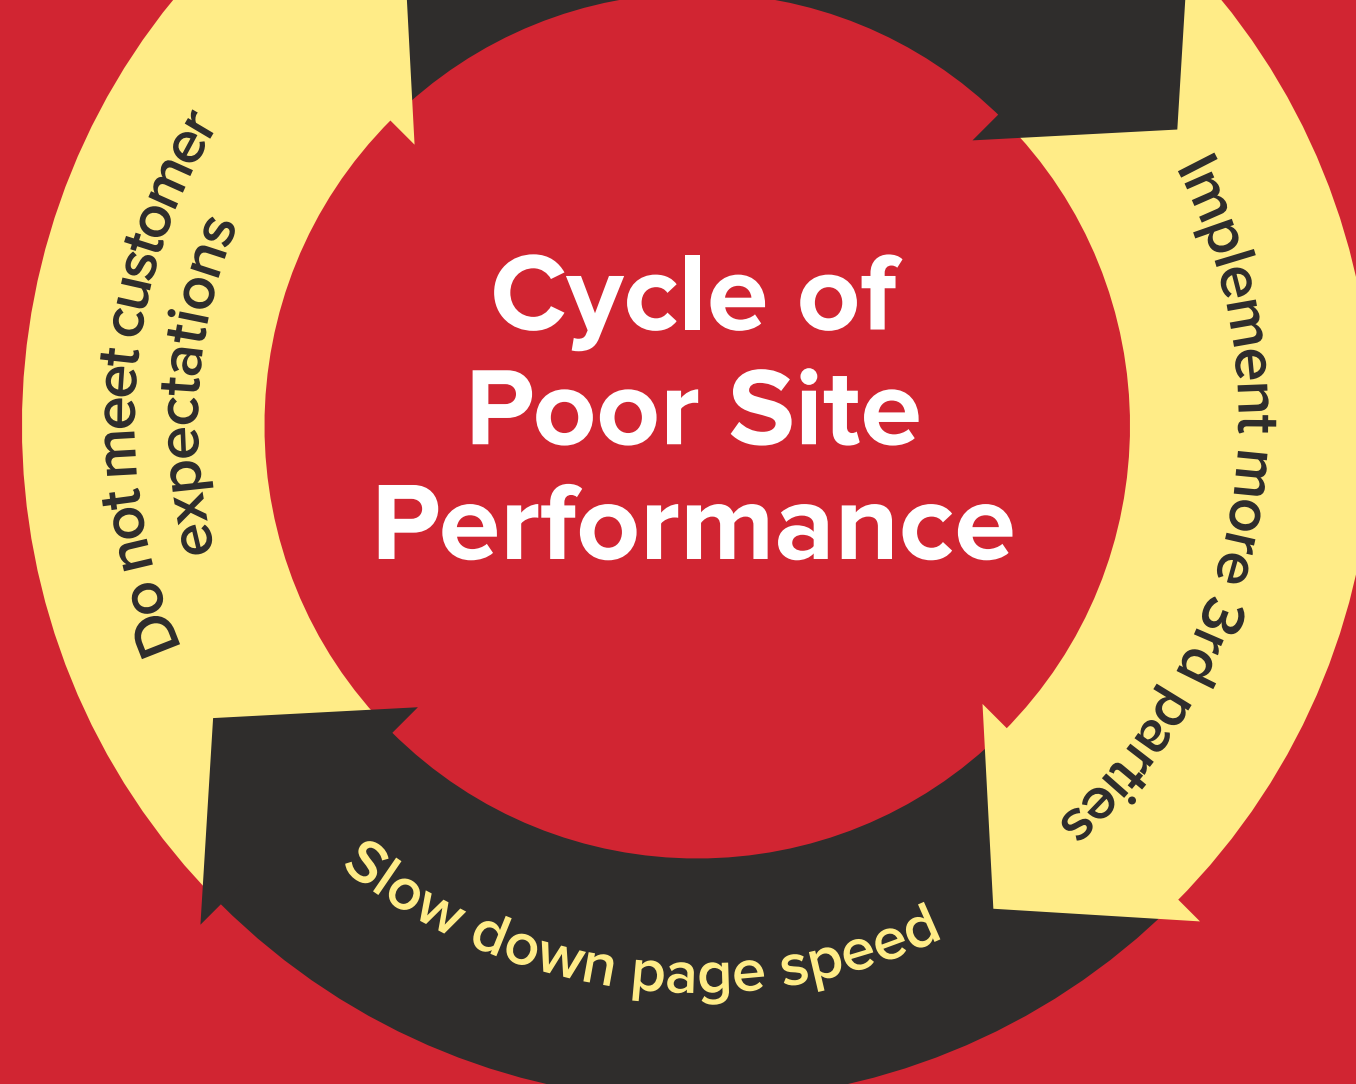 Cycle of
Poor Site
Performance
Implement more 3rd parties
Slow down page speed
Do not meet customer
expectations